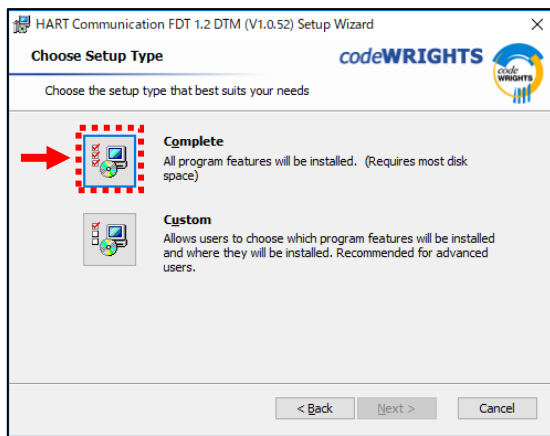 HART Communication FDT 1.2 DTM (V1.0.52) Setup Wizard
Choose Setup Type
codeWRIGHTS
code
WRIGHTS
Choose the setup type that best suits your needs
Complete
All program features will be installed. (Requires most disk
space)
Custom
Allows users to choose which program features will be installed
and where they will be installed. Recommended for advanced
users.
< Back
Next >
Cancel